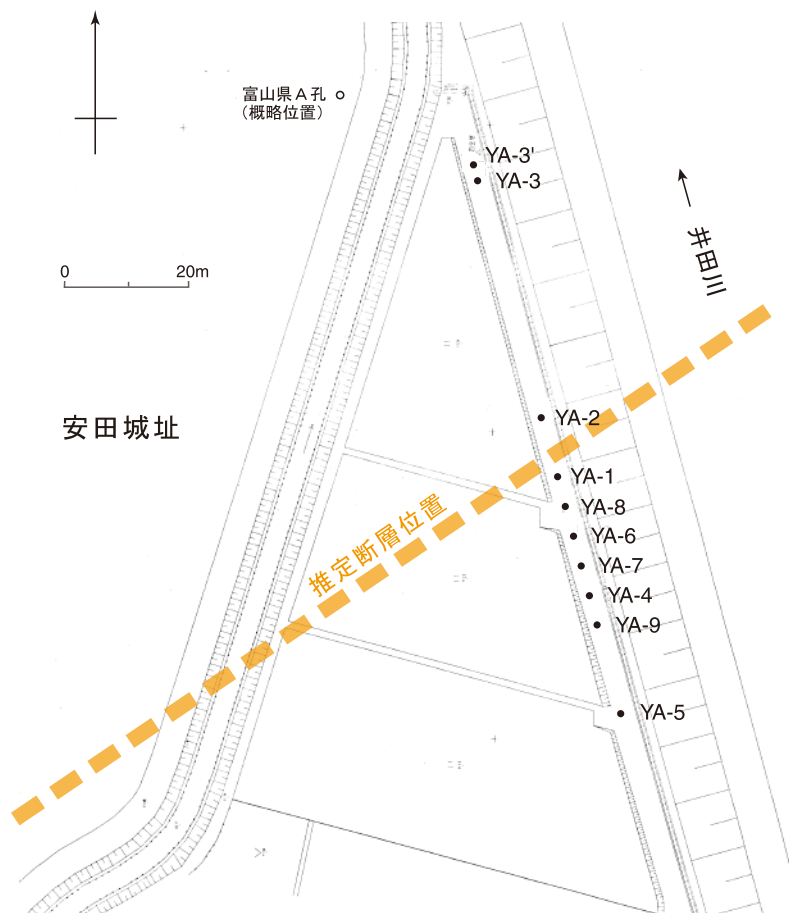 富山県A孔
（概略位置）
YA-3'
YA-3
井田川
0 20m
安田城址
YA-2
YA-1
YA-8
推定断層位置
YA-6
YA-7
YA-4
YA-9
YA-5